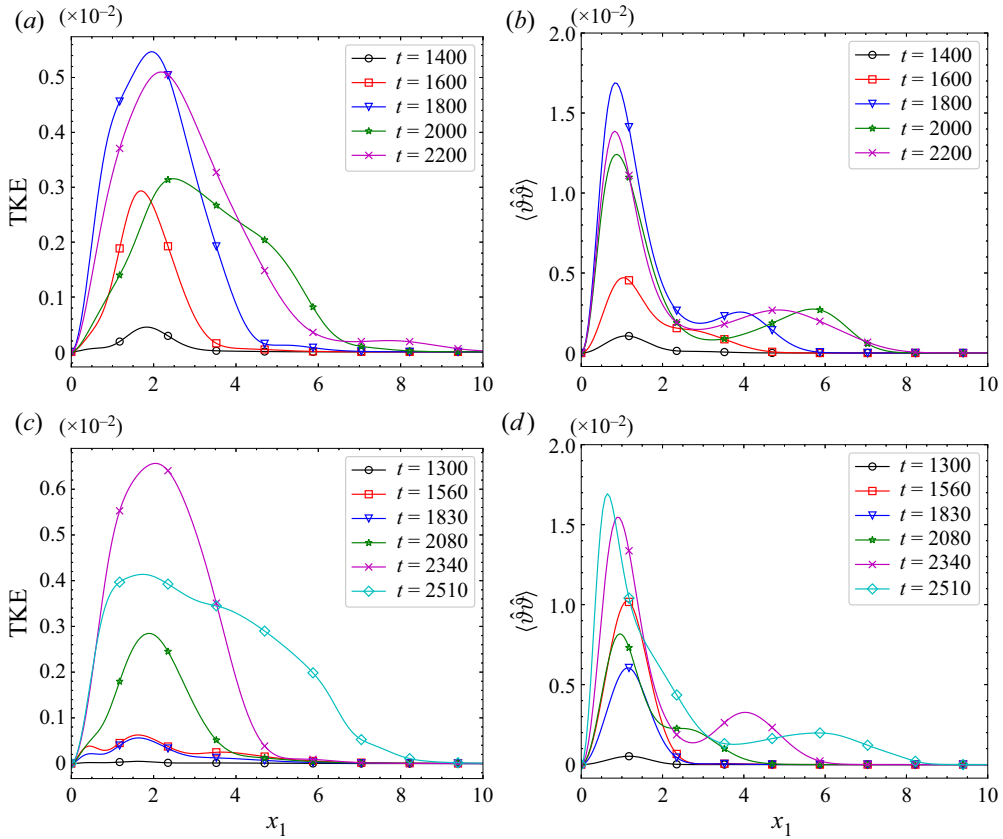 (a) (×10⁻²)
0.5
0.4
0.3
0.2
0.1
0
TKE
t = 1400
t = 1600
t = 1800
t = 2000
t = 2200
0 2 4 6 8 10
(b) (×10⁻²)
2.0
1.5
1.0
0.5
0
⟨ϑ̂ϑ̂⟩
t = 1400
t = 1600
t = 1800
t = 2000
t = 2200
0 2 4 6 8 10
(c) (×10⁻²)
0.6
0.5
0.4
0.3
0.2
0.1
0
TKE
t = 1300
t = 1560
t = 1830
t = 2080
t = 2340
t = 2510
0 2 4 6 8 10
x₁
(d) (×10⁻²)
2.0
1.5
1.0
0.5
0
⟨ϑ̂ϑ̂⟩
t = 1300
t = 1560
t = 1830
t = 2080
t = 2340
t = 2510
0 2 4 6 8 10
x₁